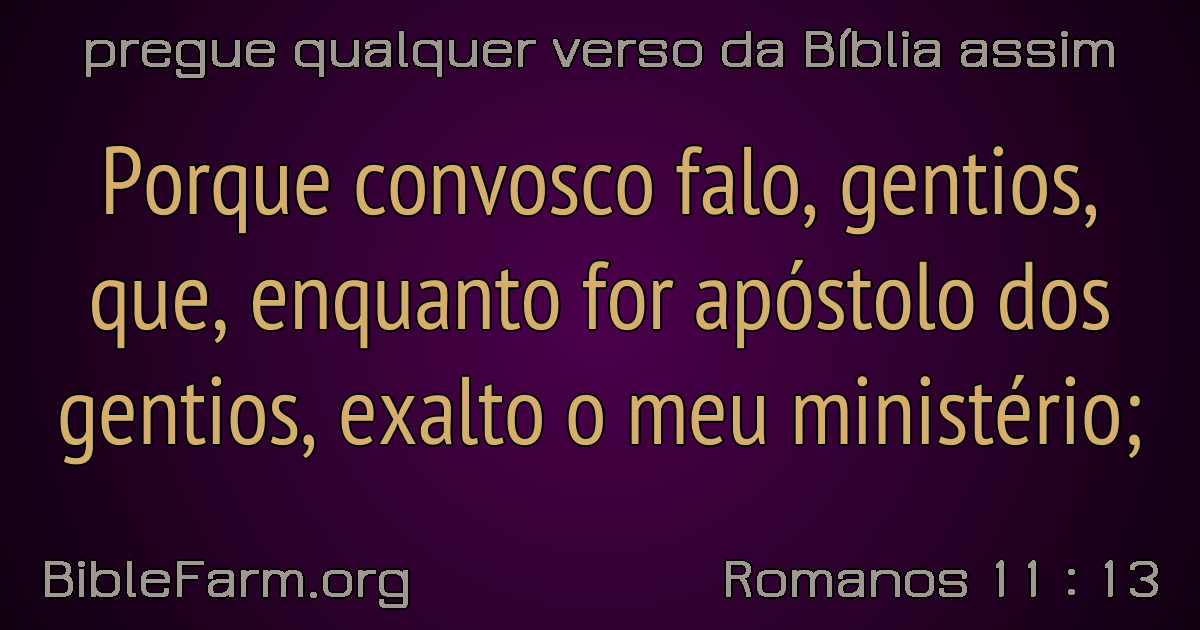 pregue qualquer verso da Bíblia assim
Porque convosco falo, gentios,
que, enquanto for apóstolo dos
gentios, exalto o meu ministério;
BibleFarm.org
Romanos 11 : 13